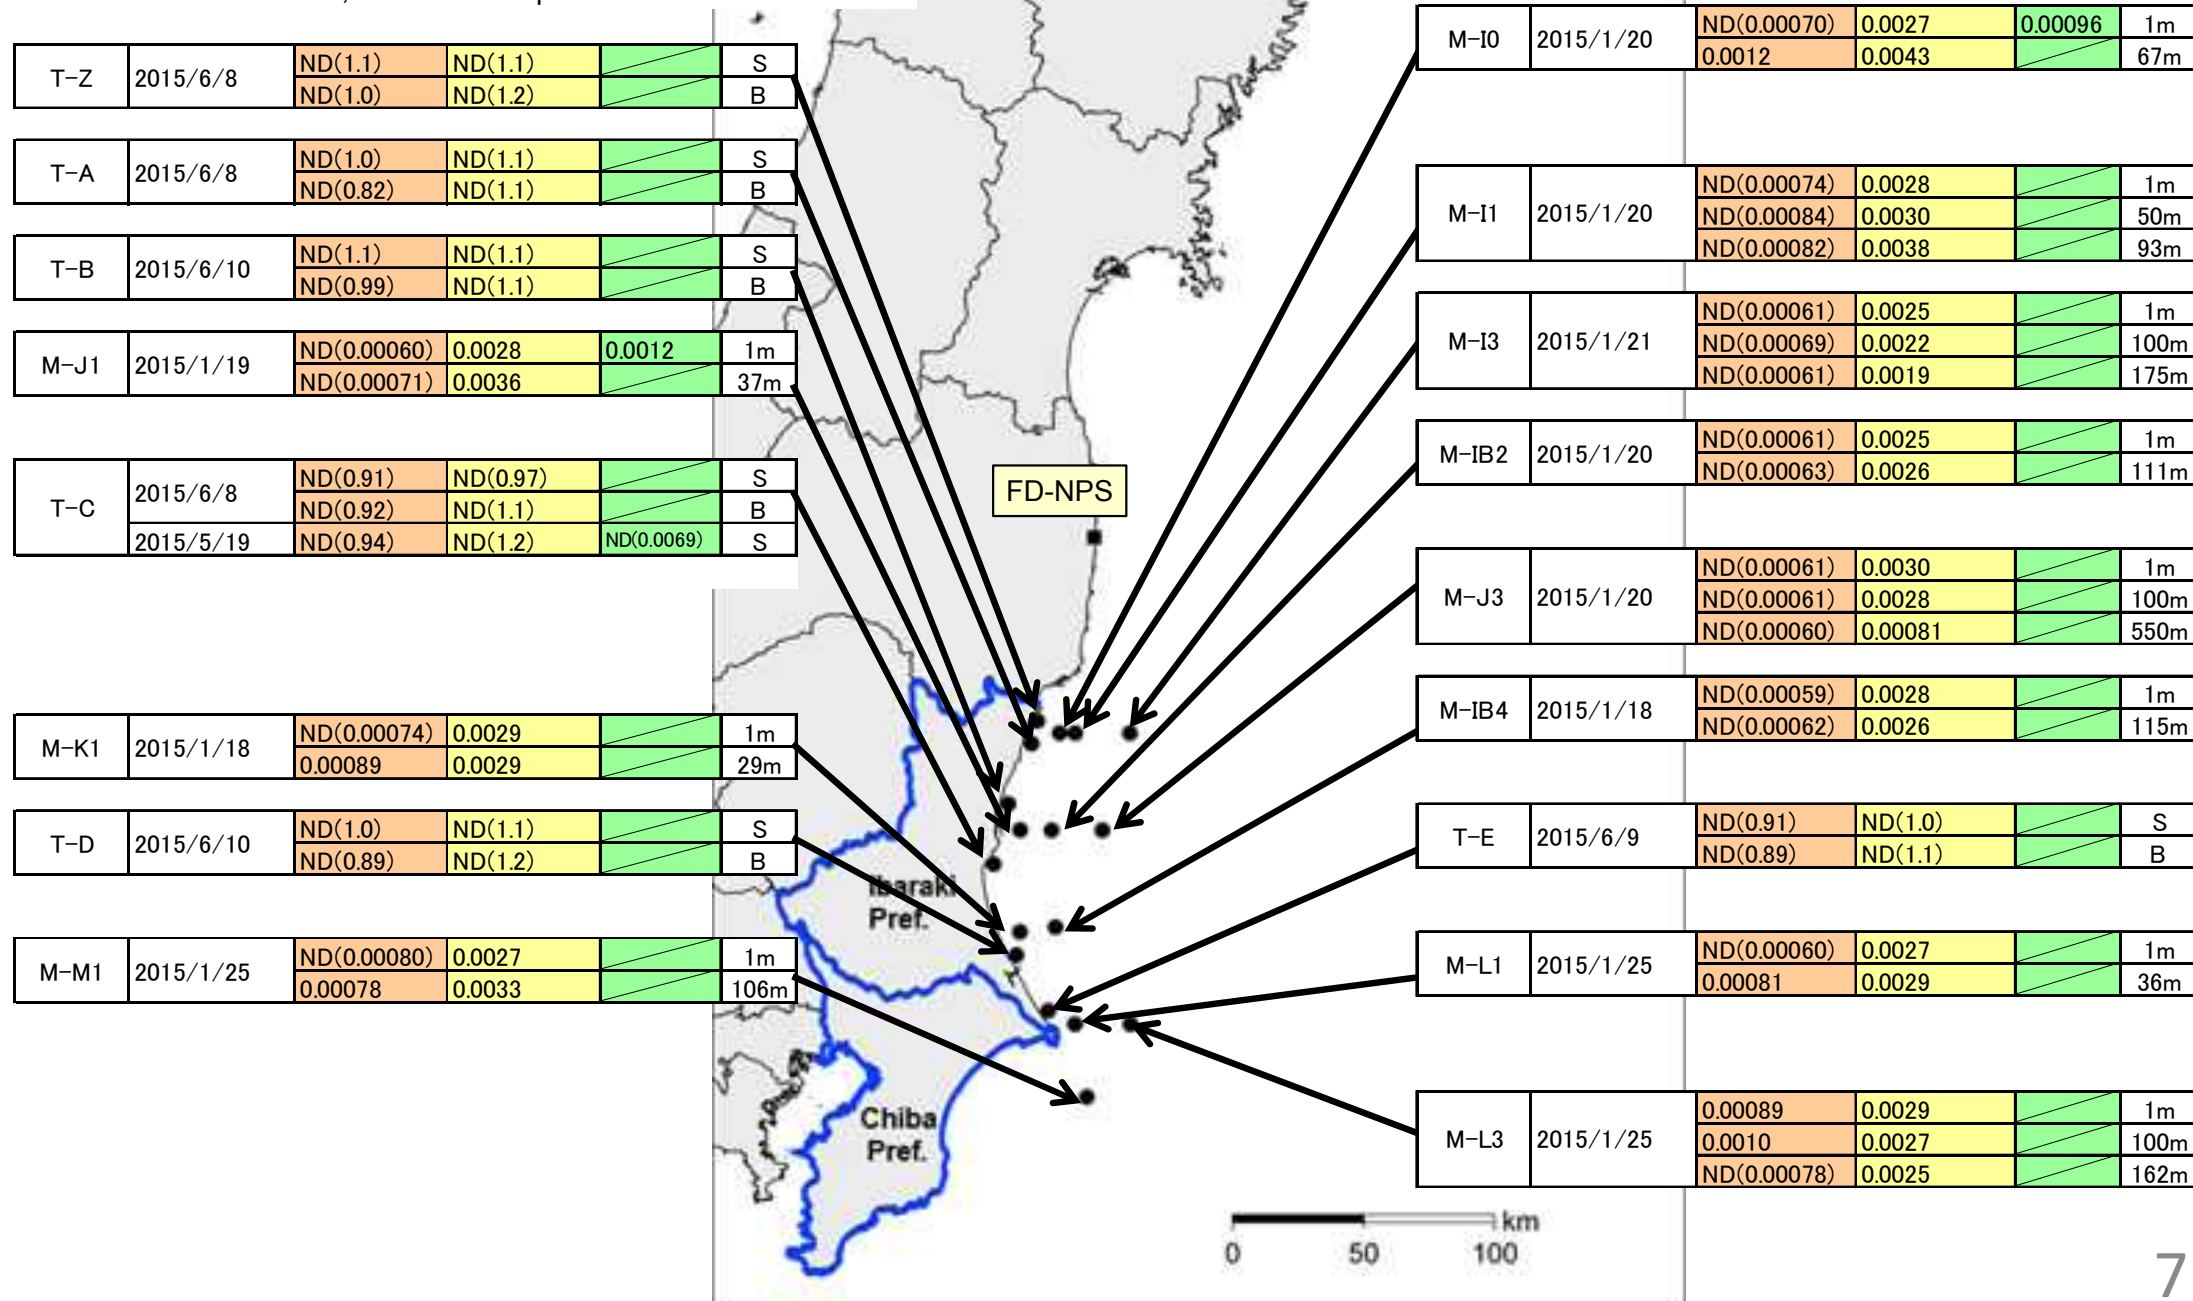 T-Z 2015/6/8 ND(1.1) ND(1.1) S
ND(1.0) ND(1.2) B
T-A 2015/6/8 ND(1.0) ND(1.1) S
ND(0.82) ND(1.1) B
T-B 2015/6/10 ND(1.1) ND(1.1) S
ND(0.99) ND(1.1) B
M-J1 2015/1/19 ND(0.00060) 0.0028 0.0012 1m
ND(0.00071) 0.0036 37m
T-C 2015/6/8 ND(0.91) ND(0.97) S
ND(0.92) ND(1.1) B
2015/5/19 ND(0.94) ND(1.2) ND(0.0069) S
M-K1 2015/1/18 ND(0.00074) 0.0029 1m
0.00089 0.0029 29m
T-D 2015/6/10 ND(1.0) ND(1.1) S
ND(0.89) ND(1.2) B
M-M1 2015/1/25 ND(0.00080) 0.0027 1m
0.00078 0.0033 106m
FD-NPS
Ibaraki
Pref.
Chiba
Pref.
M-I0 2015/1/20 ND(0.00070) 0.0027 0.00096 1m
0.0012 0.0043 67m
M-I1 2015/1/20 ND(0.00074) 0.0028 1m
ND(0.00084) 0.0030 50m
ND(0.00082) 0.0038 93m
M-I3 2015/1/21 ND(0.00061) 0.0025 1m
ND(0.00069) 0.0022 100m
ND(0.00061) 0.0019 175m
M-IB2 2015/1/20 ND(0.00061) 0.0025 1m
ND(0.00063) 0.0026 111m
M-J3 2015/1/20 ND(0.00061) 0.0030 1m
ND(0.00061) 0.0028 100m
ND(0.00060) 0.00081 550m
M-IB4 2015/1/18 ND(0.00059) 0.0028 1m
ND(0.00062) 0.0026 115m
T-E 2015/6/9 ND(0.91) ND(1.0) S
ND(0.89) ND(1.1) B
M-L1 2015/1/25 ND(0.00060) 0.0027 1m
0.00081 0.0029 36m
M-L3 2015/1/25 0.00089 0.0029 1m
0.0010 0.0027 100m
ND(0.00078) 0.0025 162m
km
0 50 100
7